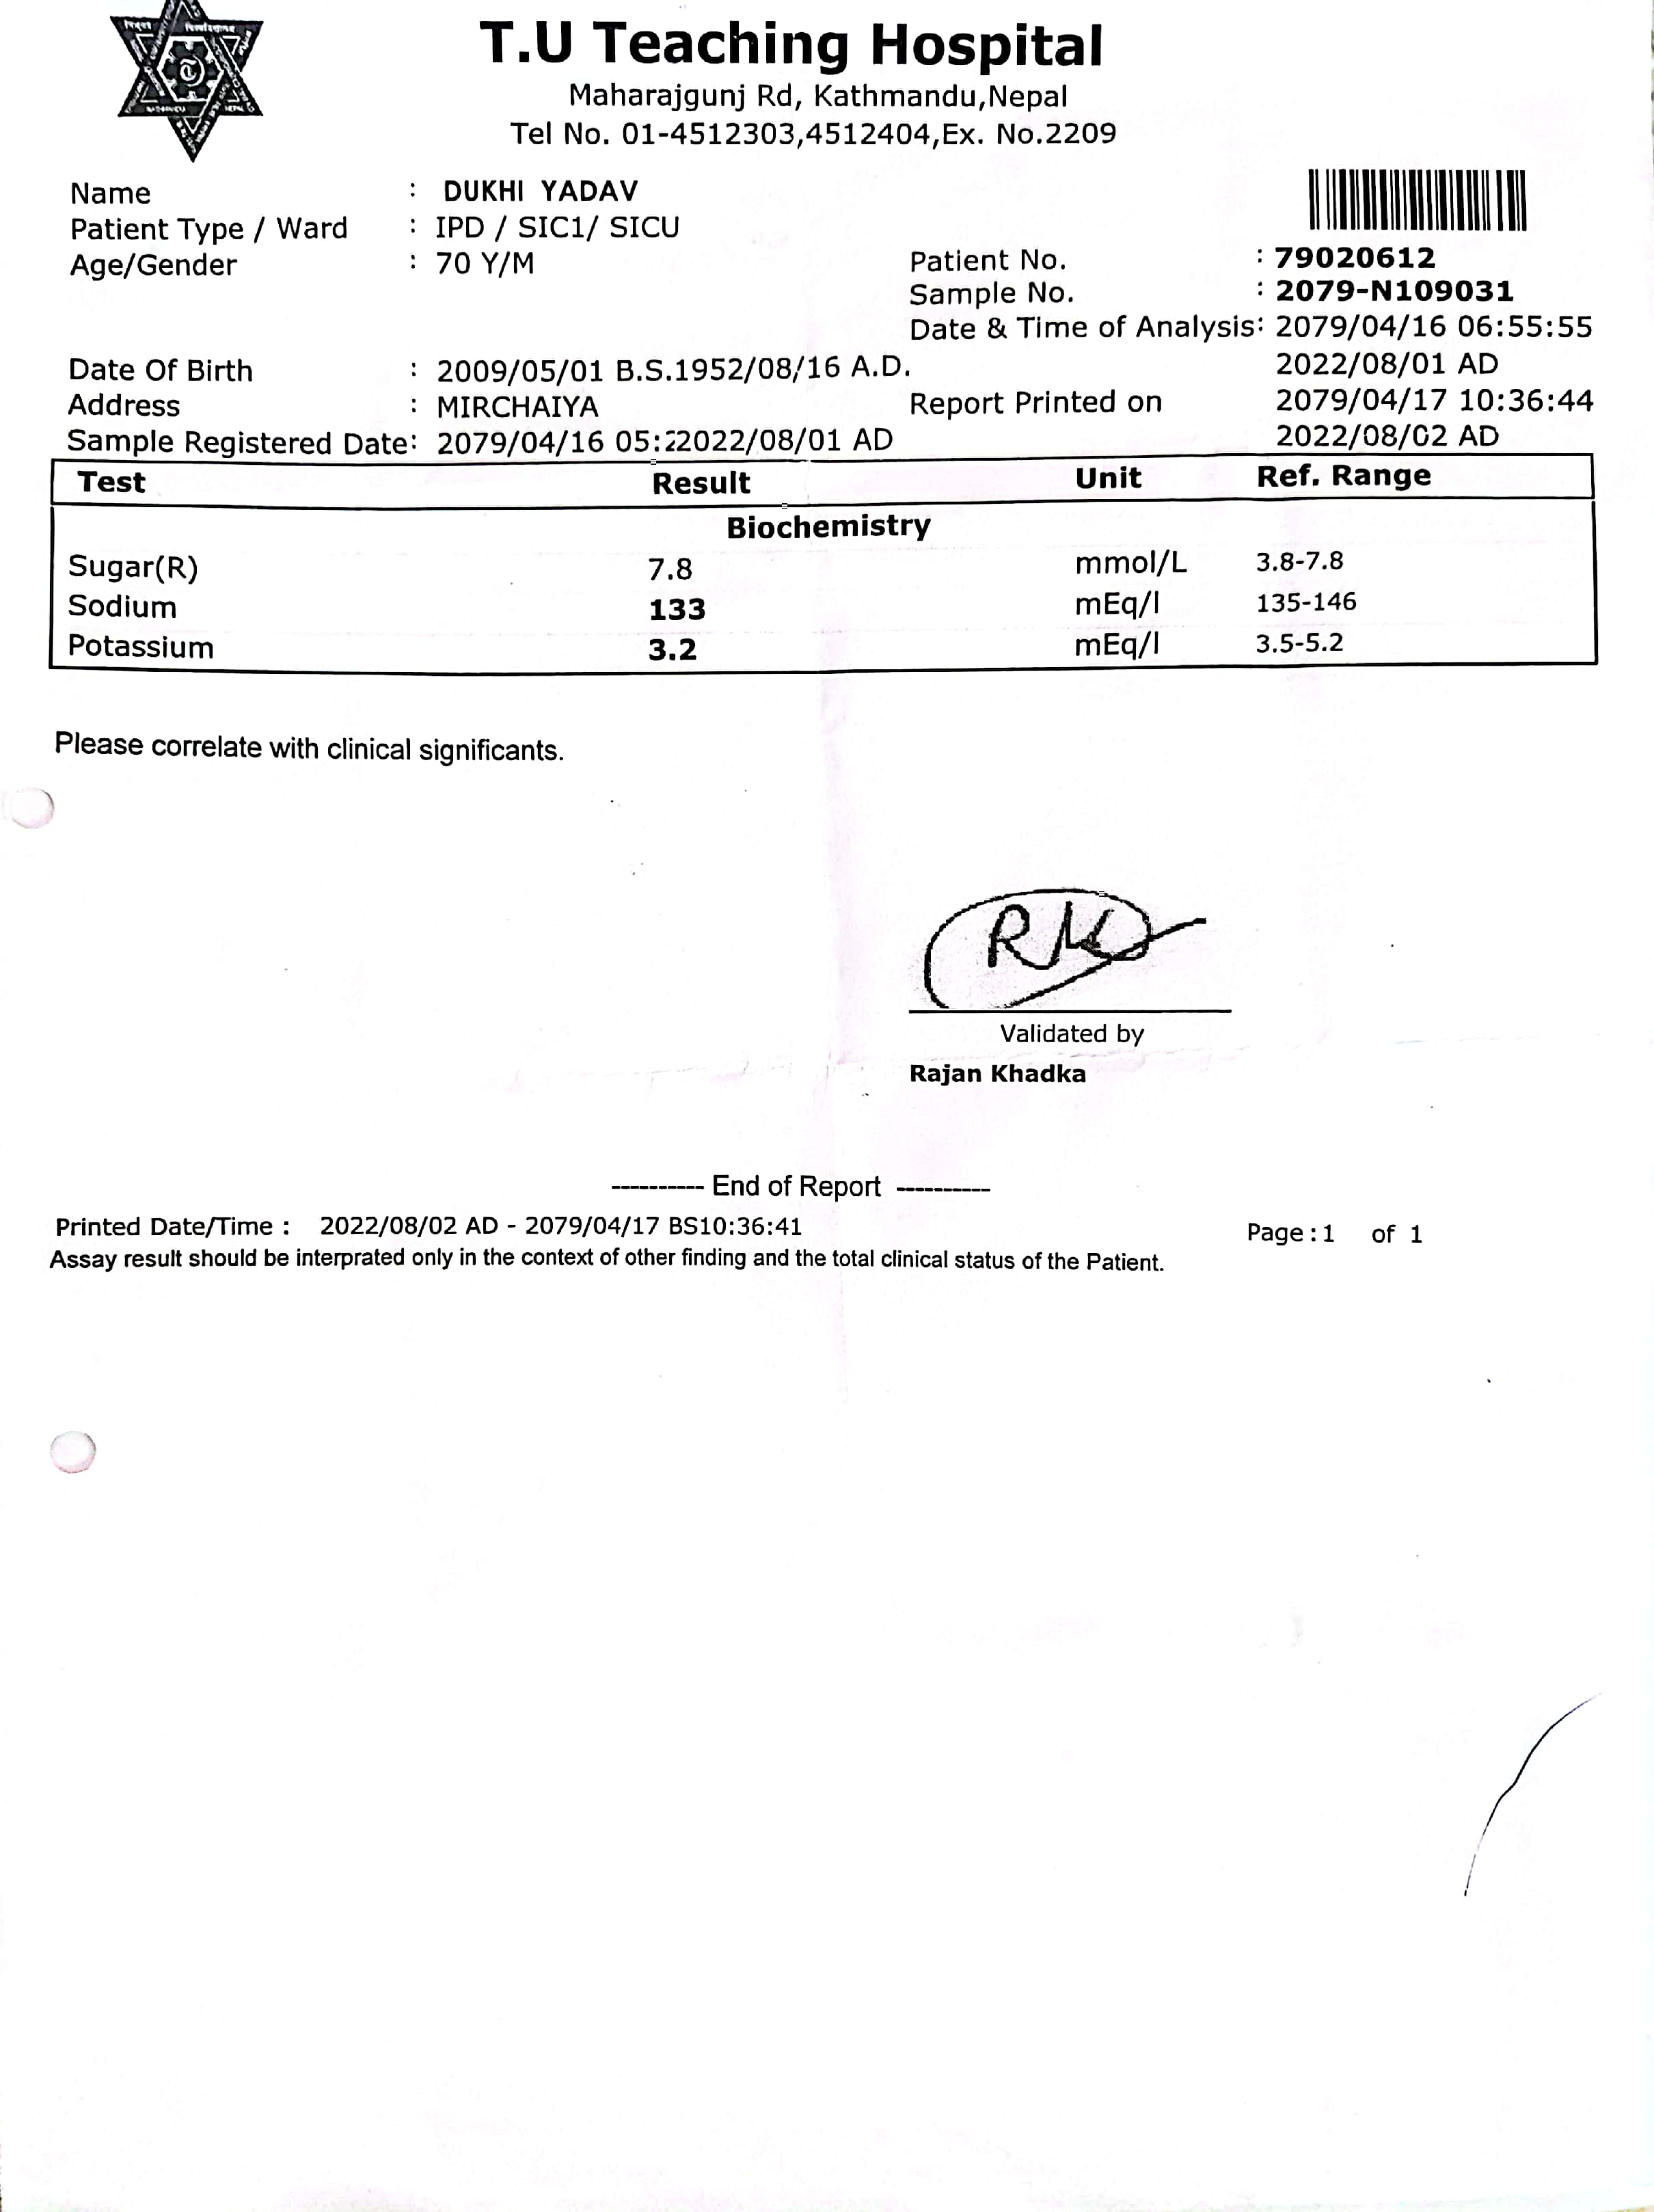 T.U Teaching Hospital
Maharajgunj Rd, Kathmandu,Nepal
Tel No. 01-4512303,4512404,Ex. No.2209
Name : DUKHI YADAV
Patient Type / Ward : IPD / SIC1/ SICU
Age/Gender : 70 Y/M
Patient No. : 79020612
Sample No. : 2079-N109031
Date & Time of Analysis: 2079/04/16 06:55:55
Date Of Birth : 2009/05/01 B.S.1952/08/16 A.D. 2022/08/01 AD
Address : MIRCHAIYA Report Printed on 2079/04/17 10:36:44
Sample Registered Date: 2079/04/16 05:22022/08/01 AD 2022/08/02 AD
Test Result Unit Ref. Range
Biochemistry
Sugar(R) 7.8 mmol/L 3.8-7.8
Sodium 133 mEq/l 135-146
Potassium 3.2 mEq/l 3.5-5.2
Please correlate with clinical significants.
Validated by
Rajan Khadka
---------- End of Report ----------
Printed Date/Time : 2022/08/02 AD - 2079/04/17 BS10:36:41 Page:1 of 1
Assay result should be interprated only in the context of other finding and the total clinical status of the Patient.